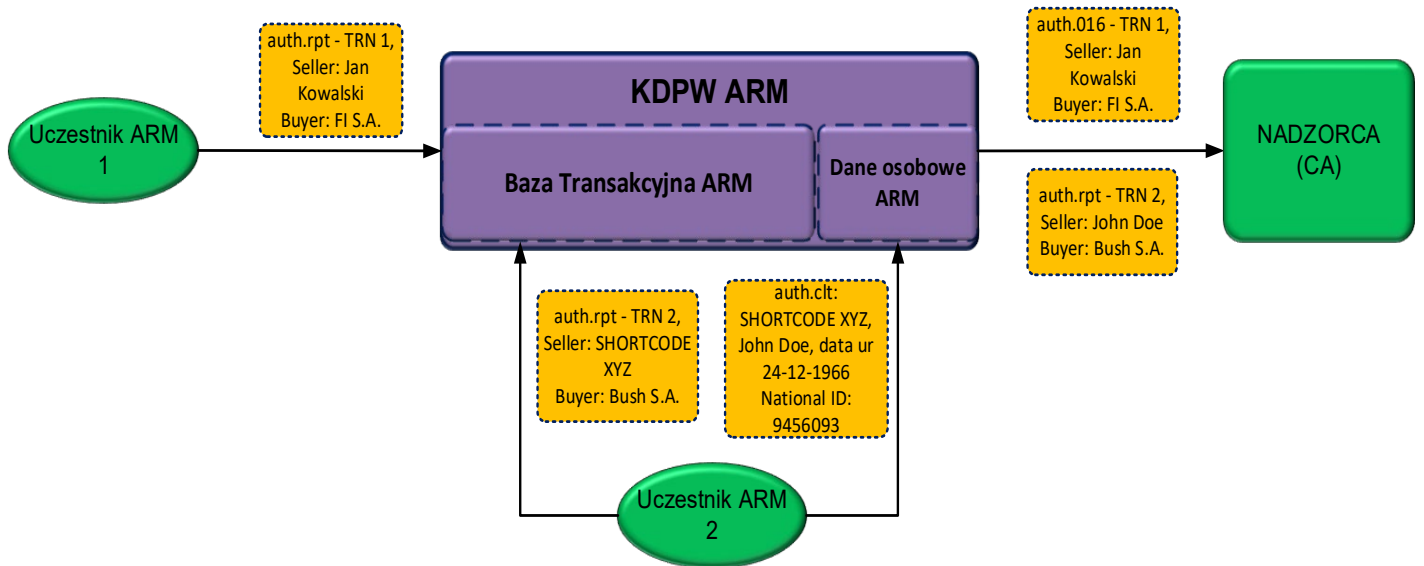 auth.rpt - TRN 1,
Seller: Jan
Kowalski
Buyer: FI S.A.
Uczestnik ARM
1
KDPW ARM
Baza Transakcyjna ARM
Dane osobowe
ARM
auth.016 - TRN 1,
Seller: Jan
Kowalski
Buyer: FI S.A.
auth.rpt - TRN 2,
Seller: John Doe
Buyer: Bush S.A.
NADZORCA
(CA)
auth.rpt - TRN 2,
Seller: SHORTCODE
XYZ
Buyer: Bush S.A.
auth.clt:
SHORTCODE XYZ,
John Doe, data ur
24-12-1966
National ID:
9456093
Uczestnik ARM
2